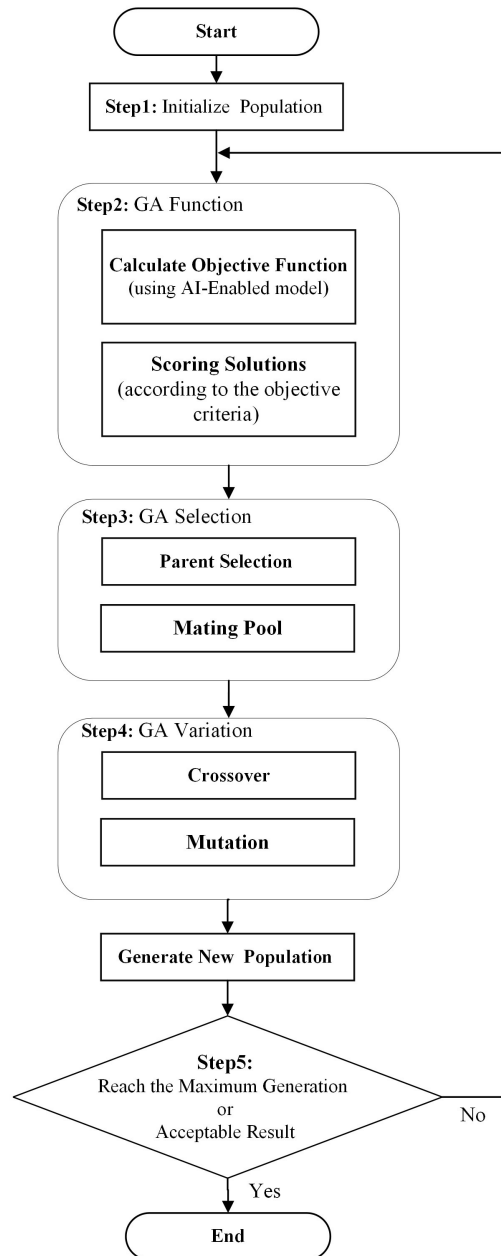 Start
Step1: Initialize Population
Step2: GA Function
Calculate Objective Function
(using AI-Enabled model)
Scoring Solutions
(according to the objective
criteria)
Step3: GA Selection
Parent Selection
Mating Pool
Step4: GA Variation
Crossover
Mutation
Generate New Population
Step5:
Reach the Maximum Generation
or
Acceptable Result
No
Yes
End